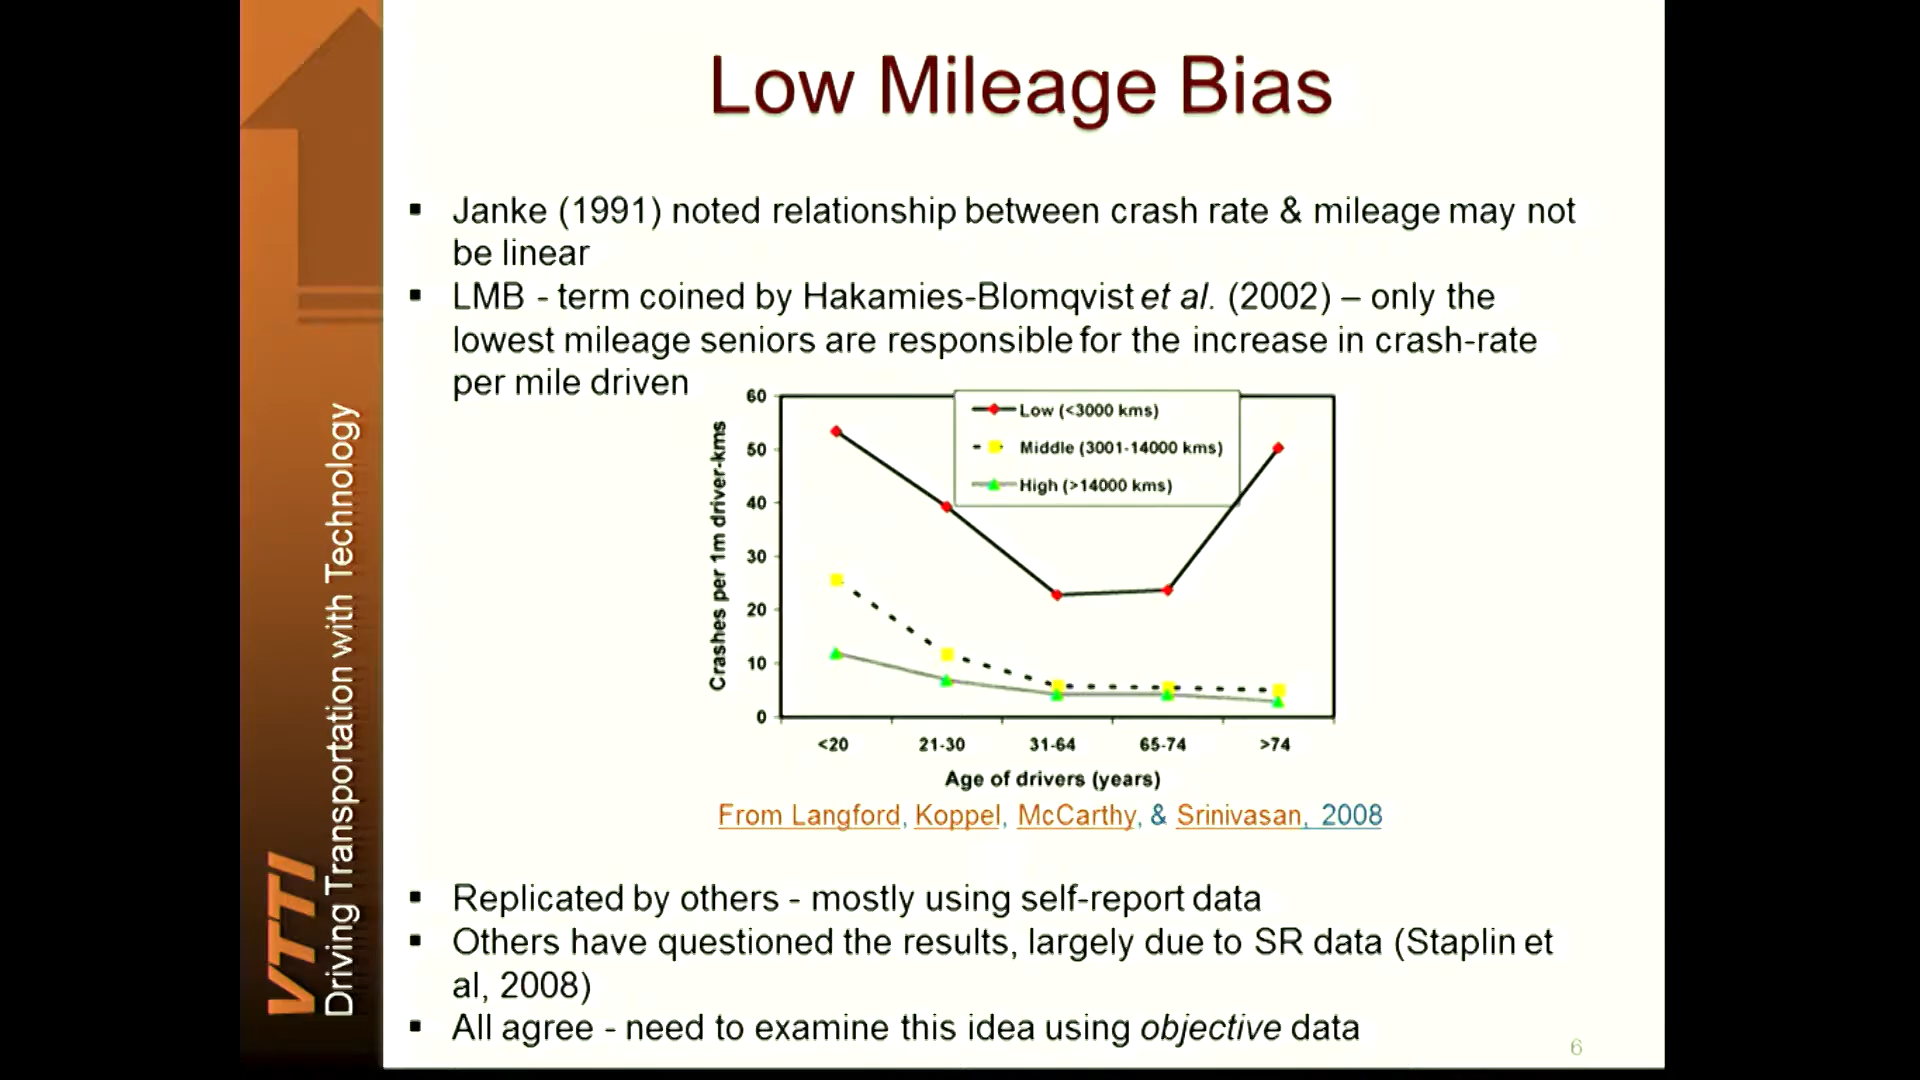 Low Mileage Bias
▪ Janke (1991) noted relationship between crash rate & mileage may not
be linear
▪ LMB - term coined by Hakamies-Blomqvist et al. (2002) – only the
lowest mileage seniors are responsible for the increase in crash-rate
per mile driven
Crashes per 1m driver-kms
60
50
40
30
20
10
0
Low (<3000 kms)
Middle (3001-14000 kms)
High (>14000 kms)
<20 21-30 31-64 65-74 >74
Age of drivers (years)
From Langford, Koppel, McCarthy, & Srinivasan, 2008
▪ Replicated by others - mostly using self-report data
▪ Others have questioned the results, largely due to SR data (Staplin et
al, 2008)
▪ All agree - need to examine this idea using objective data
6
VTTI
Driving Transportation with Technology